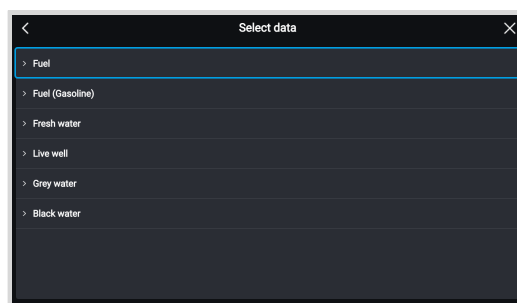 Select data
Fuel
Fuel (Gasoline)
Fresh water
Live well
Grey water
Black water